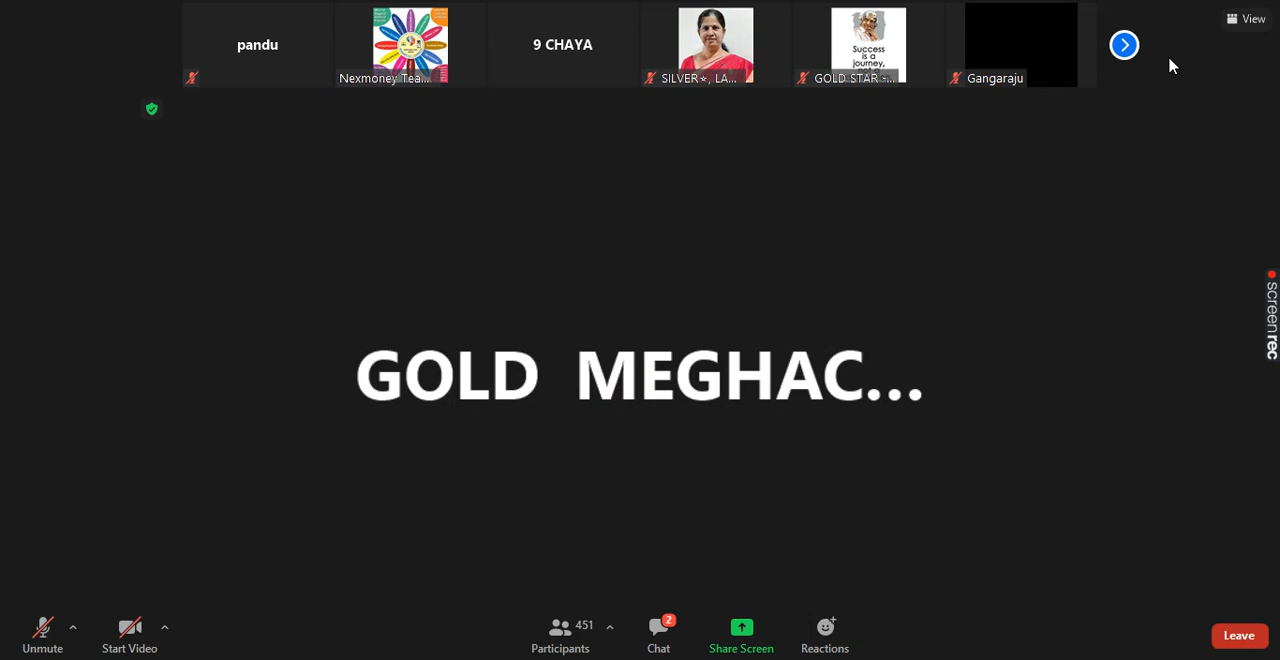 pandu
Nexmoney Tea...
9 CHAYA
SILVER⭐, LA...
Success
is a
journey,
GOLD STAR -...
Gangaraju
View
GOLD MEGHAC...
screenrec
Unmute
Start Video
451
Participants
2
Chat
Share Screen
Reactions
Leave